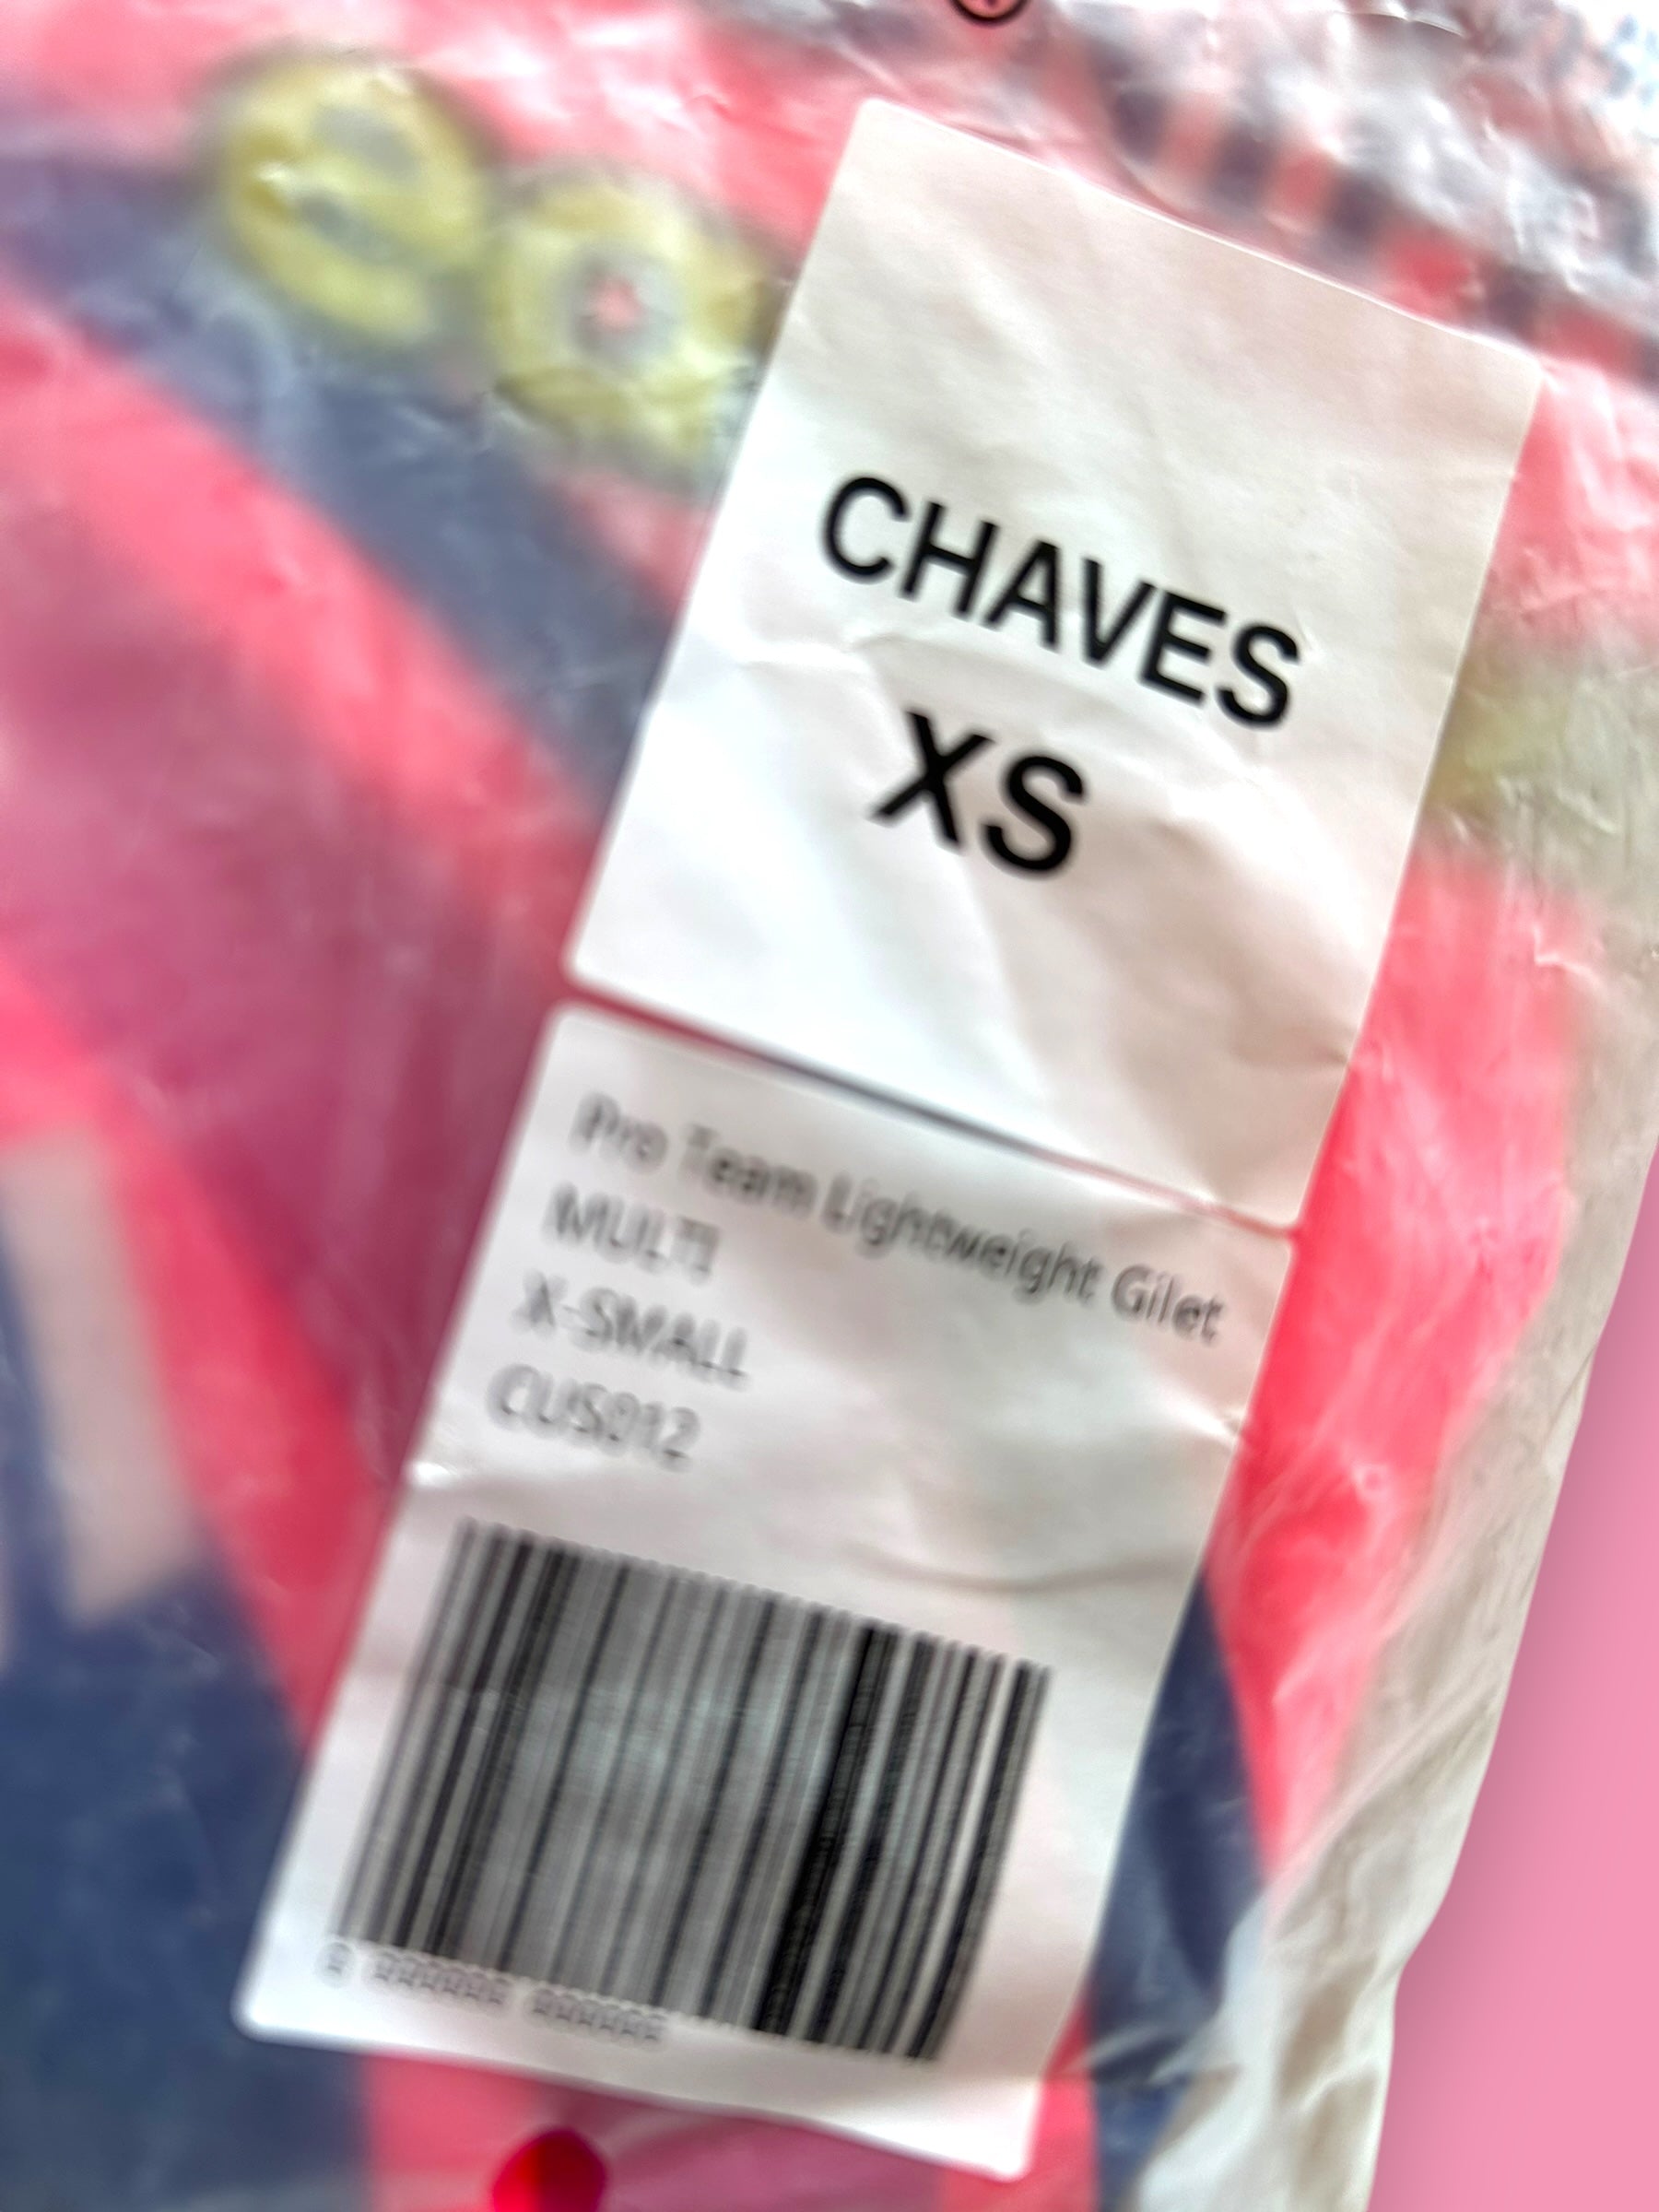 CHAVES
XS
Pro Team Lightweight Gilet
MULTI
X-SMALL
CUS012